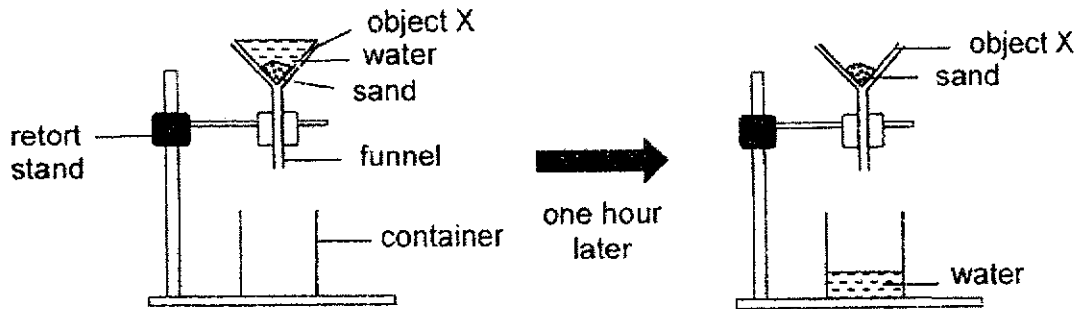 object X
water
sand
retort
stand
funnel
container
one hour
later
object X
sand
water